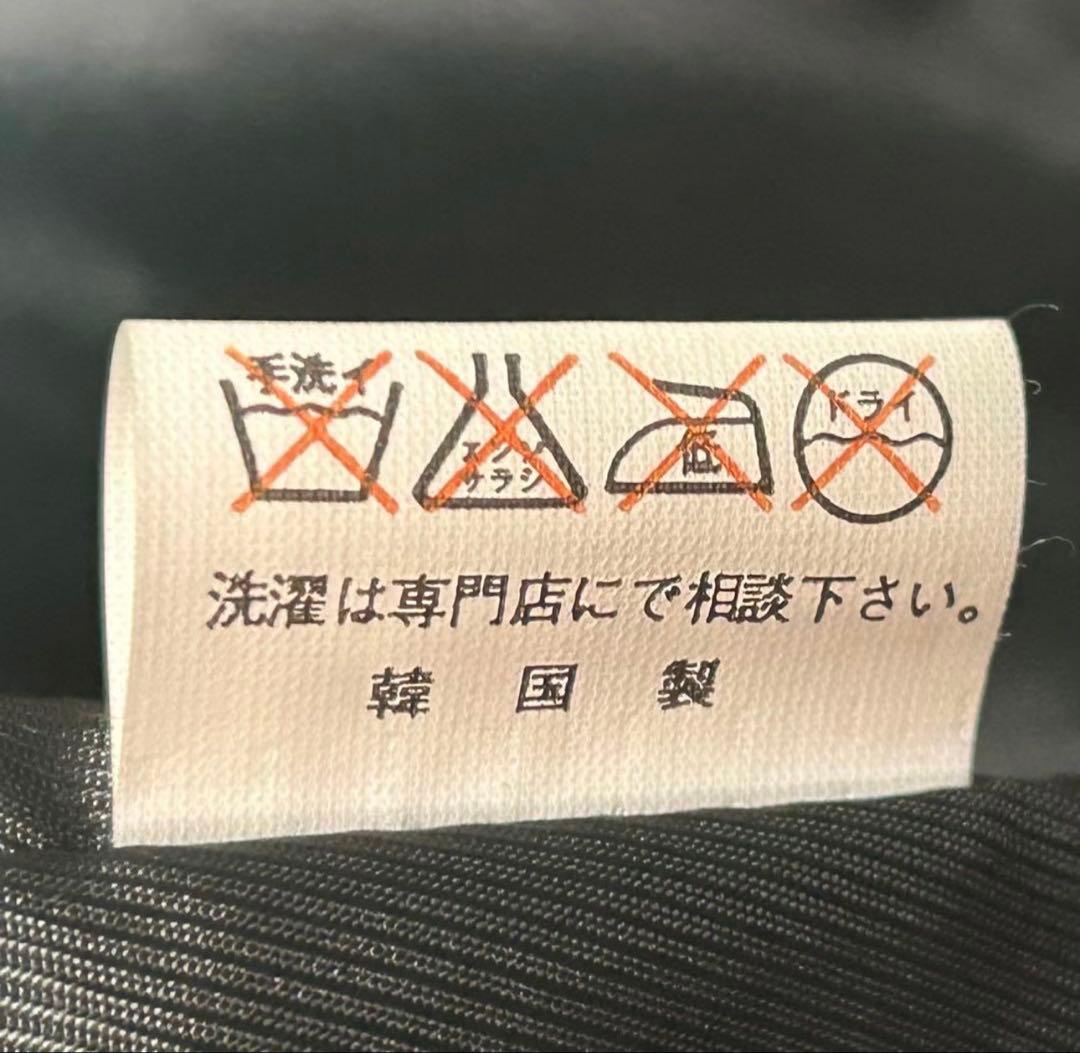 手洗イ
エンソ
サラシ
低
ドライ
洗濯は専門店にで相談下さい。
韓国製